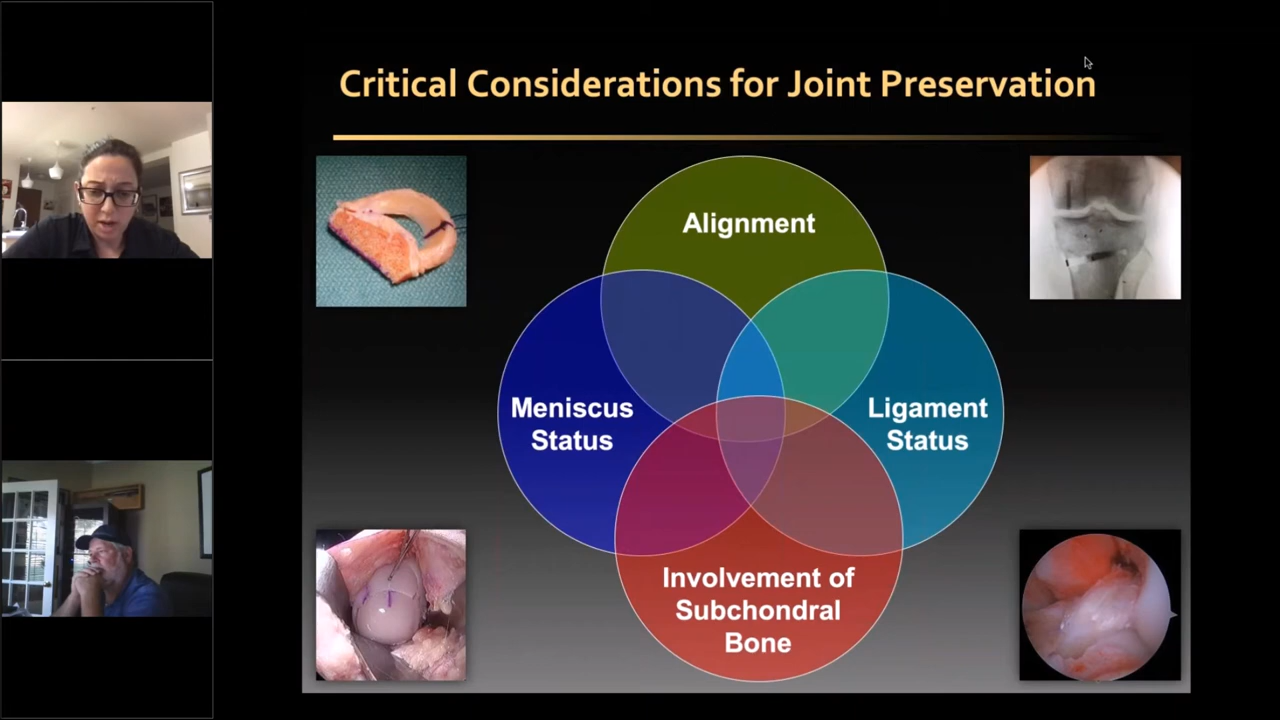 Critical Considerations for Joint Preservation
Alignment
Meniscus
Status
Ligament
Status
Involvement of
Subchondral
Bone